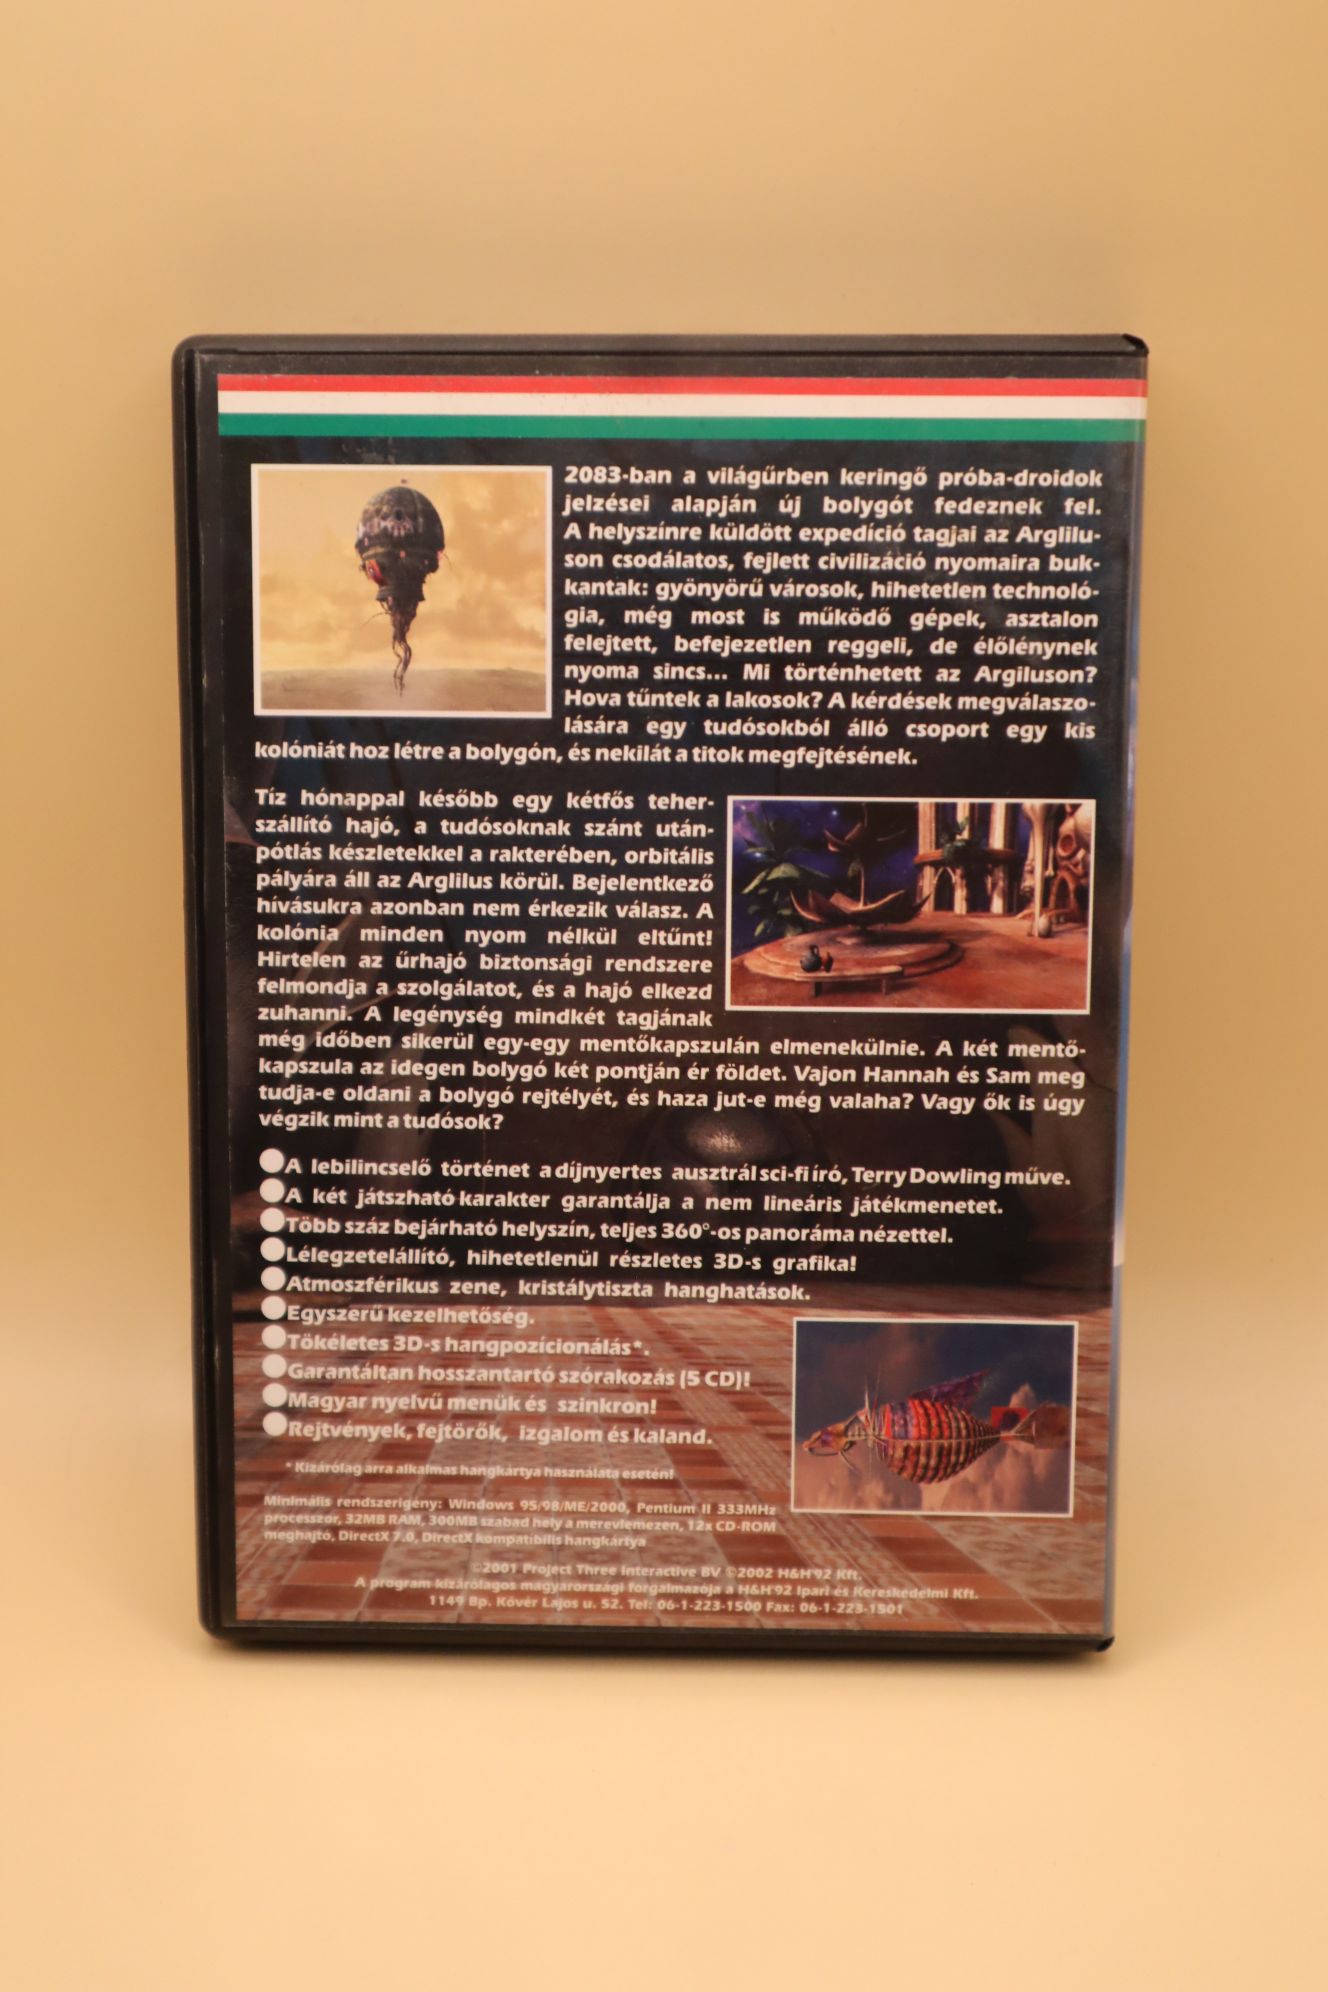 2083-ban a világűrben keringő próba-droidok
jelzései alapján új bolygót fedeznek fel.
A helyszínre küldött expedíció tagjai az Arglilu-
son csodálatos, fejlett civilizáció nyomaira buk-
kantak: gyönyörű városok, hihetetlen technoló-
gia, még most is működő gépek, asztalon
felejtett, befejezetlen reggeli, de élőlénynek
nyoma sincs... Mi történhetett az Argiluson?
Hova tűntek a lakosok? A kérdések megválaszo-
lására egy tudósokból álló csoport egy kis
kolóniát hoz létre a bolygón, és nekilát a titok megfejtésének.
Tíz hónappal később egy kétfős teher-
szállító hajó, a tudósoknak szánt után-
pótlás készletekkel a rakterében, orbitális
pályára áll az Arglilus körül. Bejelentkező
hívásukra azonban nem érkezik válasz. A
kolónia minden nyom nélkül eltűnt!
Hirtelen az űrhajó biztonsági rendszere
felmondja a szolgálatot, és a hajó elkezd
zuhanni. A legénység mindkét tagjának
még időben sikerül egy-egy mentőkapszulán elmenekülnie. A két mentő-
kapszula az idegen bolygó két pontján ér földet. Vajon Hannah és Sam meg
tudja-e oldani a bolygó rejtélyét, és haza jut-e még valaha? Vagy ők is úgy
végzik mint a tudósok?
●A lebilincselő történet a díjnyertes ausztrál sci-fi író, Terry Dowling műve.
●A két játszható karakter garantálja a nem lineáris játékmenetet.
●Több száz bejárható helyszín, teljes 360°-os panoráma nézettel.
●Lélegzetelállító, hihetetlenül részletes 3D-s grafika!
●Atmoszférikus zene, kristálytiszta hanghatások.
●Egyszerű kezelhetőség.
●Tökéletes 3D-s hangpozícionálás*.
●Garantáltan hosszantartó szórakozás (5 CD)!
●Magyar nyelvű menük és szinkron!
●Rejtvények, fejtörők, izgalom és kaland.
* Kizárólag arra alkalmas hangkártya használata esetén!
Minimális rendszerigény: Windows 95/98/ME/2000, Pentium II 333MHz
processzor, 32MB RAM, 300MB szabad hely a merevlemezen, 12x CD-ROM
meghajtó, DirectX 7.0, DirectX kompatibilis hangkártya
©2001 Project Three Interactive BV ©2002 H&H'92 Kft.
A program kizárólagos magyarországi forgalmazója a H&H'92 Ipari és Kereskedelmi Kft.
1149 Bp. Kövér Lajos u. 52. Tel: 06-1-223-1500 Fax: 06-1-223-1501